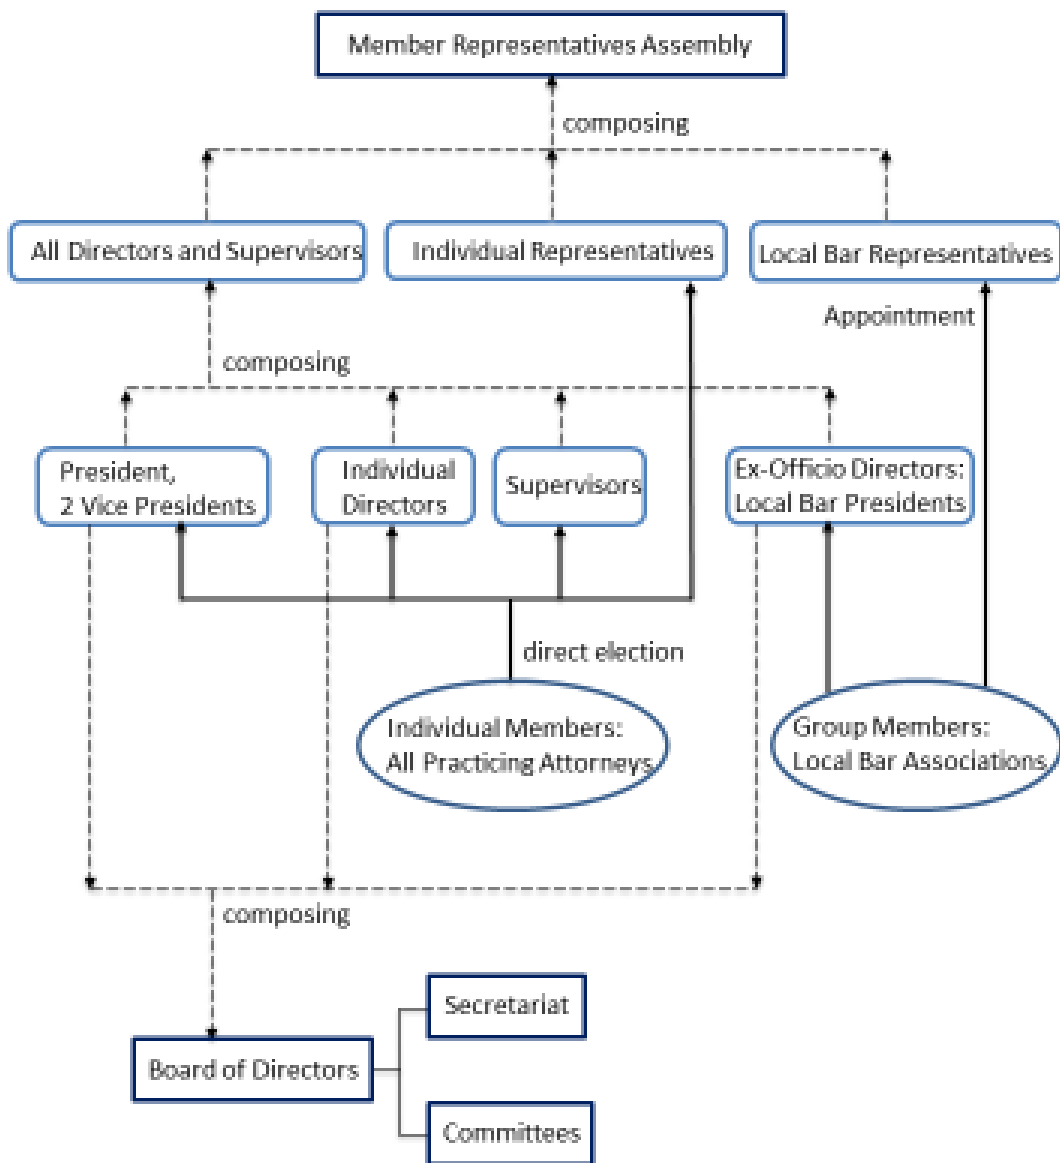 Member Representatives Assembly
composing
All Directors and Supervisors
Individual Representatives
Local Bar Representatives
Appointment
composing
President,
2 Vice Presidents
Individual
Directors
Supervisors
Ex-Officio Directors:
Local Bar Presidents
direct election
Individual Members:
All Practicing Attorneys
Group Members:
Local Bar Associations
composing
Secretariat
Board of Directors
Committees